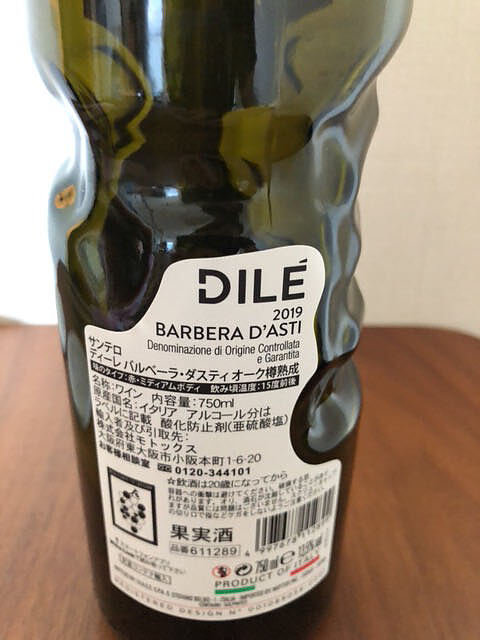 DILÉ
2019
BARBERA D'ASTI
Denominazione di Origine Controllata
e Garantita
サンテロ
ディーレ バルベーラ・ダスティ オーク樽熟成
味のタイプ:赤・ミディアムボディ 飲み頃温度:15度前後
名称:ワイン 内容量:750ml
原産国名:イタリア アルコール分は
ラベルに記載 酸化防止剤(亜硫酸塩)
輸入者及び引取先:
株式会社モトックス
大阪府東大阪市小阪本町1-6-20
お客様相談室 0120-344101
☆飲酒は20歳になってから
果実酒
品番611289
PRODUCT OF ITALY